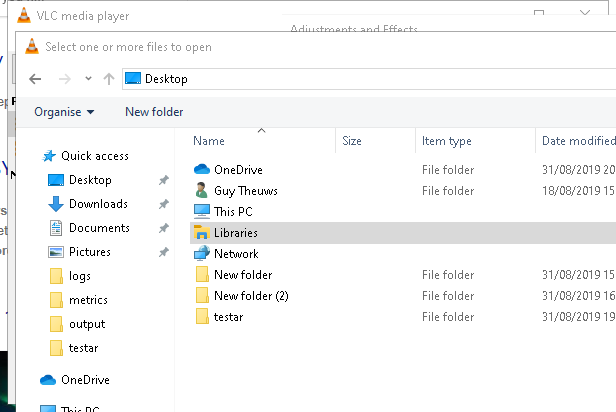 VLC media player
Adjustments and Effects
Select one or more files to open
Desktop
Organise New folder
Name Size Item type Date modified
Quick access
Desktop
Downloads
Documents
Pictures
logs
metrics
output
testar
OneDrive
This PC
OneDrive File folder 31/08/2019 20
Guy Theuws File folder 18/08/2019 15
This PC
Libraries
Network
New folder File folder 31/08/2019 15
New folder (2) File folder 31/08/2019 16
testar File folder 31/08/2019 19